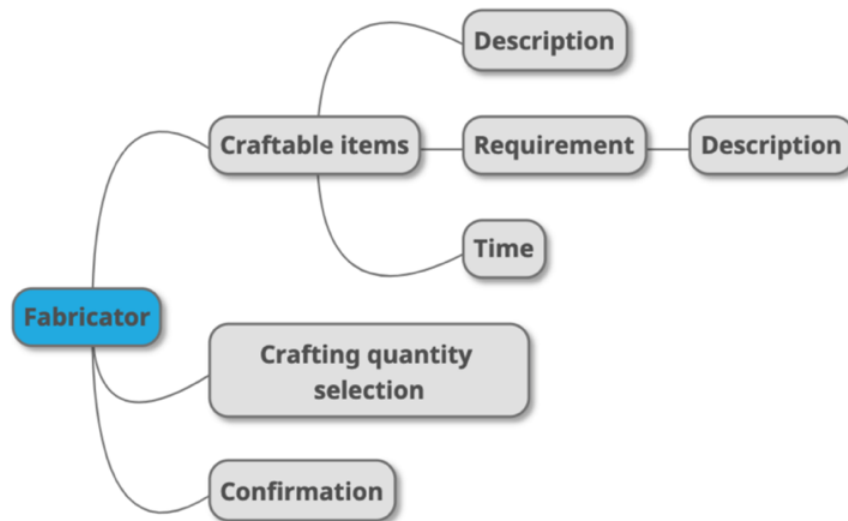 Description
Craftable items
Requirement
Description
Time
Fabricator
Crafting quantity
selection
Confirmation